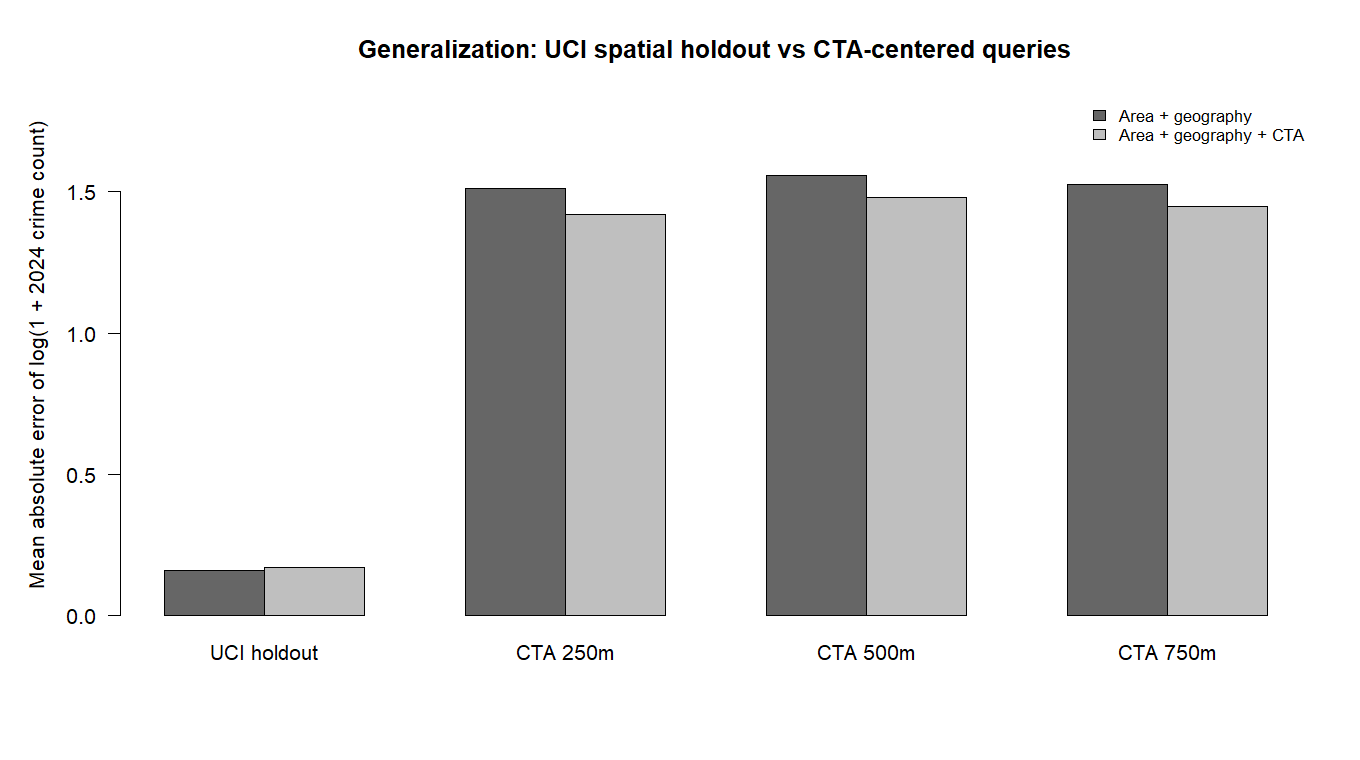 Generalization: UCI spatial holdout vs CTA-centered queries
Area + geography
Area + geography + CTA
Mean absolute error of log(1 + 2024 crime count)
1.5
1.0
0.5
0.0
UCI holdout
CTA 250m
CTA 500m
CTA 750m